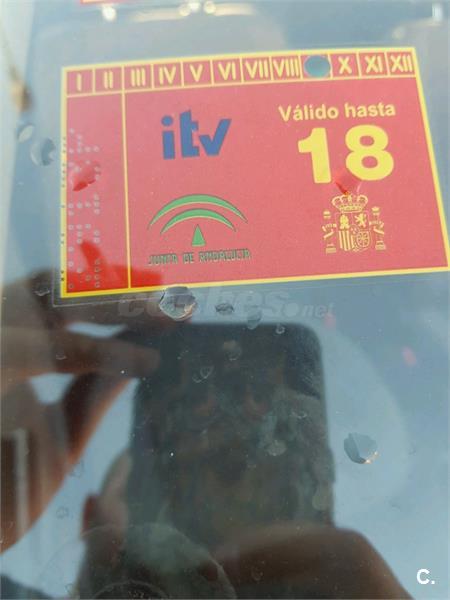 I II III IV V VI VII VIII X XI XII
itv
Válido hasta
18
JUNTA DE ANDALUCIA
coches.net
C.